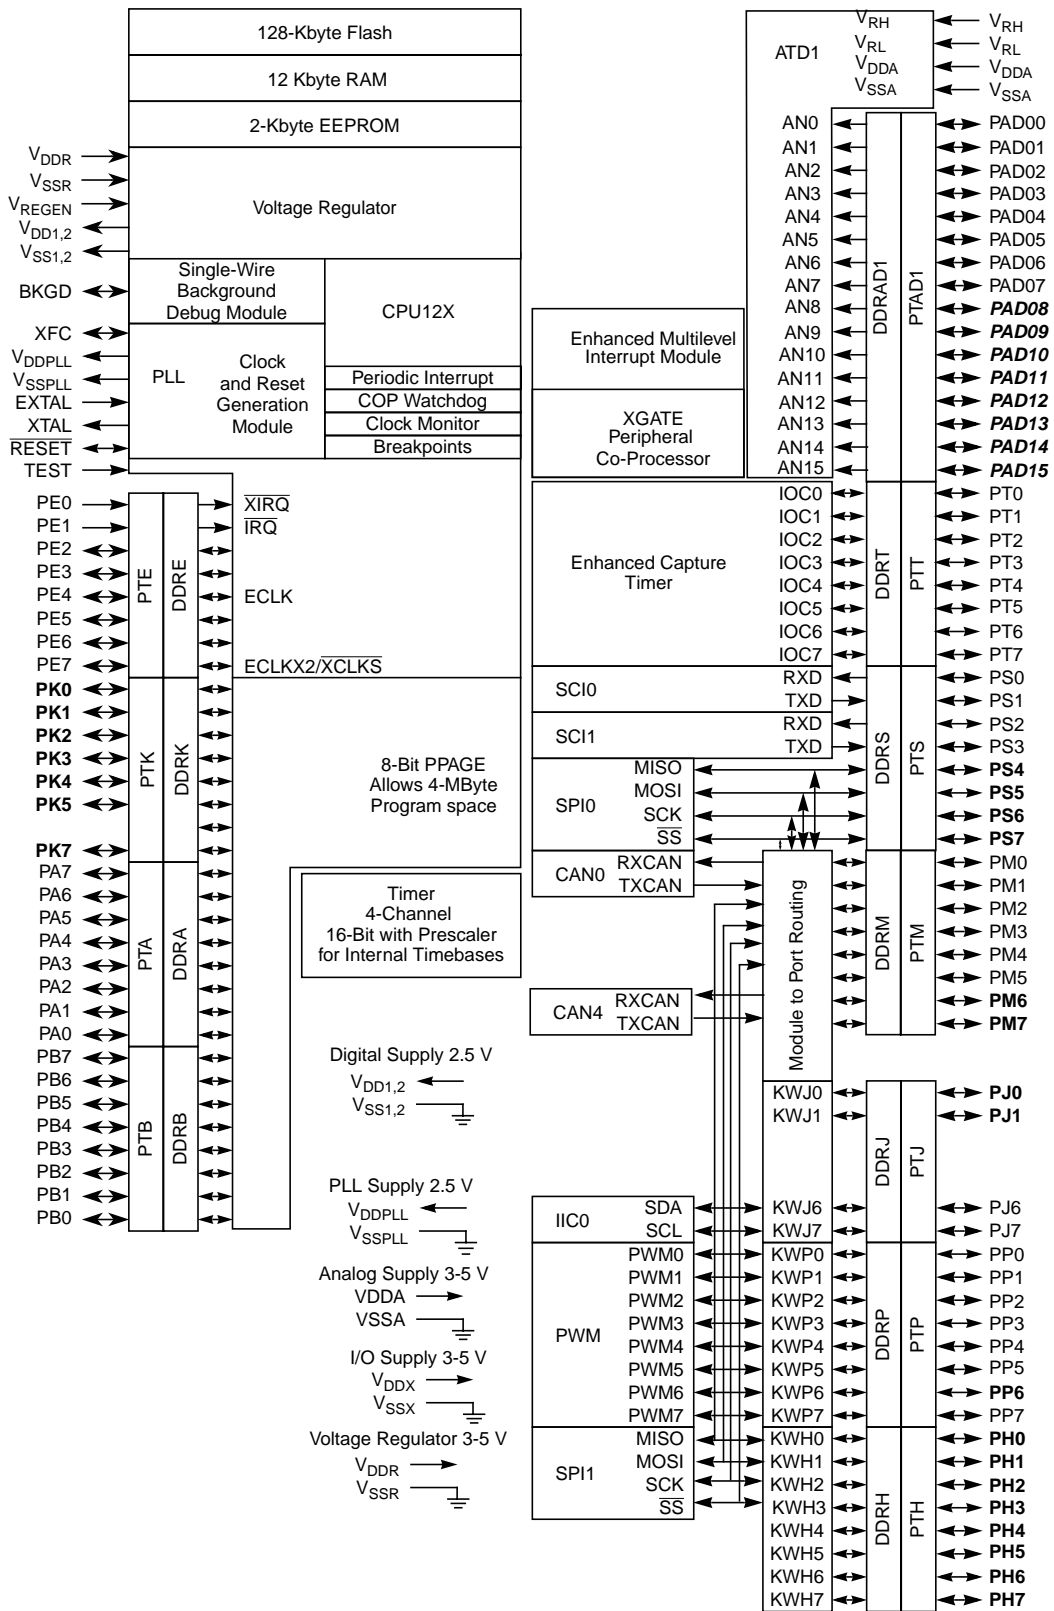 128-Kbyte Flash
12 Kbyte RAM
2-Kbyte EEPROM
VDDR
VSSR
VREGEN
VDD1,2
VSS1,2
Voltage Regulator
BKGD
Single-Wire
Background
Debug Module
CPU12X
XFC
VDDPLL
VSSPLL
EXTAL
XTAL
RESET
TEST
PLL
Clock
and Reset
Generation
Module
Periodic Interrupt
COP Watchdog
Clock Monitor
Breakpoints
PE0
PE1
PE2
PE3
PE4
PE5
PE6
PE7
PTE
DDRE
XIRQ
IRQ
ECLK
ECLKX2/XCLKS
PK0
PK1
PK2
PK3
PK4
PK5
PK7
PTK
DDRK
8-Bit PPAGE
Allows 4-MByte
Program space
PA7
PA6
PA5
PA4
PA3
PA2
PA1
PA0
PTA
DDRA
Timer
4-Channel
16-Bit with Prescaler
for Internal Timebases
PB7
PB6
PB5
PB4
PB3
PB2
PB1
PB0
PTB
DDRB
Digital Supply 2.5 V
VDD1,2
VSS1,2
PLL Supply 2.5 V
VDDPLL
VSSPLL
Analog Supply 3-5 V
VDDA
VSSA
I/O Supply 3-5 V
VDDX
VSSX
Voltage Regulator 3-5 V
VDDR
VSSR
ATD1
VRH
VRL
VDDA
VSSA
VRH
VRL
VDDA
VSSA
AN0
AN1
AN2
AN3
AN4
AN5
AN6
AN7
AN8
AN9
AN10
AN11
AN12
AN13
AN14
AN15
DDRAD1
PTAD1
PAD00
PAD01
PAD02
PAD03
PAD04
PAD05
PAD06
PAD07
PAD08
PAD09
PAD10
PAD11
PAD12
PAD13
PAD14
PAD15
Enhanced Multilevel
Interrupt Module
XGATE
Peripheral
Co-Processor
Enhanced Capture
Timer
IOC0
IOC1
IOC2
IOC3
IOC4
IOC5
IOC6
IOC7
DDRT
PTT
PT0
PT1
PT2
PT3
PT4
PT5
PT6
PT7
SCI0
RXD
TXD
SCI1
RXD
TXD
SPI0
MISO
MOSI
SCK
SS
DDRS
PTS
PS0
PS1
PS2
PS3
PS4
PS5
PS6
PS7
CAN0
RXCAN
TXCAN
CAN4
RXCAN
TXCAN
Module to Port Routing
DDRM
PTM
PM0
PM1
PM2
PM3
PM4
PM5
PM6
PM7
KWJ0
KWJ1
KWJ6
KWJ7
DDRJ
PTJ
PJ0
PJ1
PJ6
PJ7
IIC0
SDA
SCL
PWM
PWM0
PWM1
PWM2
PWM3
PWM4
PWM5
PWM6
PWM7
KWP0
KWP1
KWP2
KWP3
KWP4
KWP5
KWP6
KWP7
DDRP
PTP
PP0
PP1
PP2
PP3
PP4
PP5
PP6
PP7
SPI1
MISO
MOSI
SCK
SS
KWH0
KWH1
KWH2
KWH3
KWH4
KWH5
KWH6
KWH7
DDRH
PTH
PH0
PH1
PH2
PH3
PH4
PH5
PH6
PH7